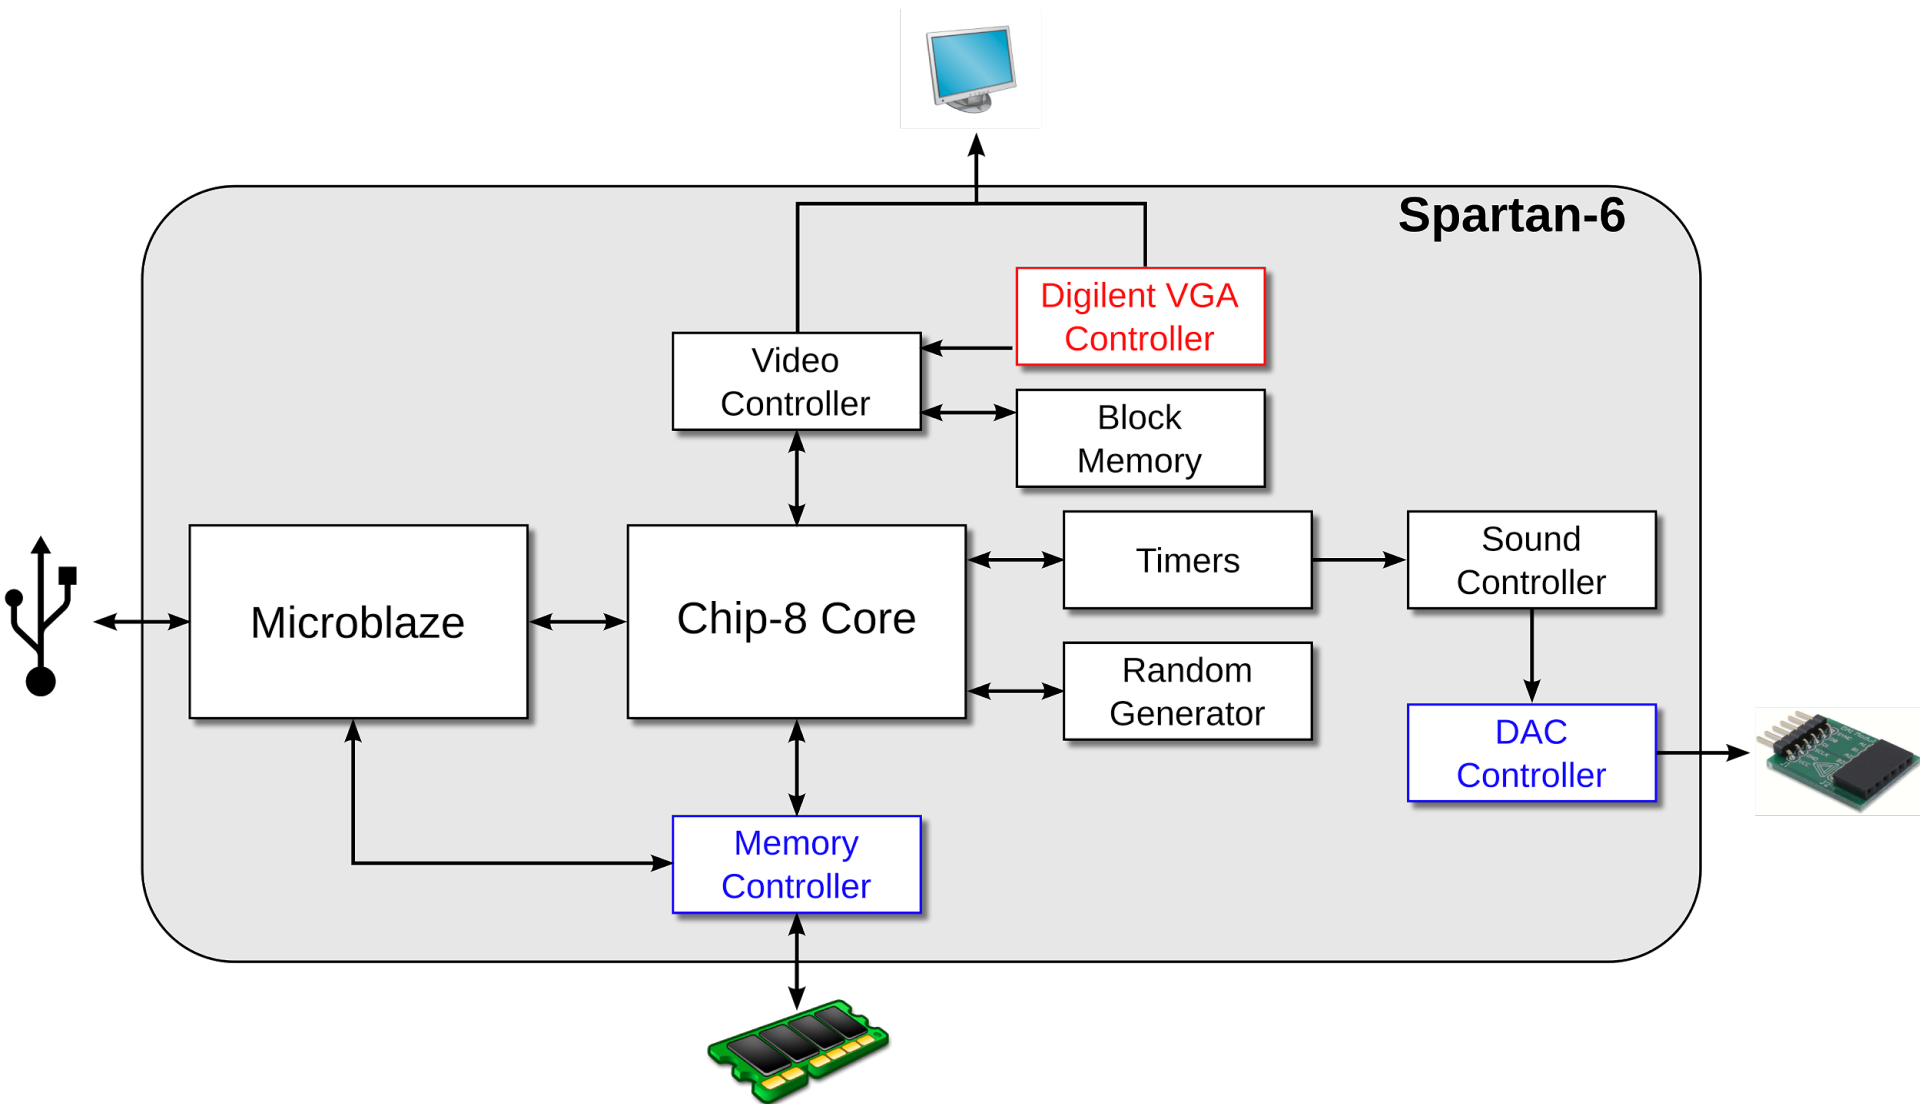 Spartan-6
Digilent VGA
Controller
Video
Controller
Block
Memory
Microblaze
Chip-8 Core
Timers
Sound
Controller
Random
Generator
DAC
Controller
Memory
Controller